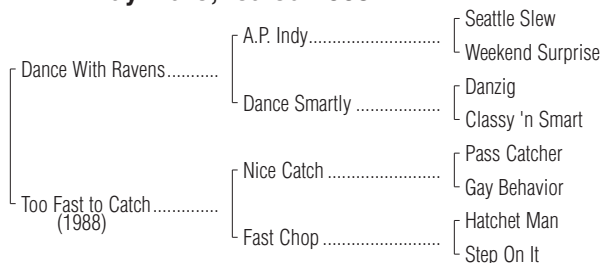 Seattle Slew
A.P. Indy........................................
Weekend Surprise
Dance With Ravens...........
Danzig
Dance Smartly .........................
Classy 'n Smart
Pass Catcher
Nice Catch .................................
Gay Behavior
Too Fast to Catch..............
(1988)
Hatchet Man
Fast Chop ..................................
Step On It